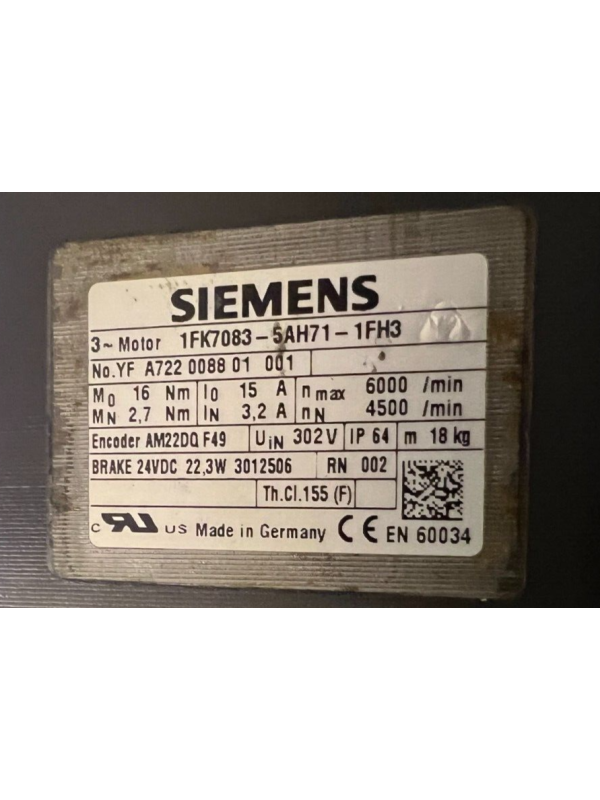 SIEMENS
3~ Motor 1FK7083-5AH71-1FH3
No.YF A722 0088 01 001
M0 16 Nm I0 15 A n max 6000 /min
MN 2,7 Nm IN 3,2 A nN 4500 /min
Encoder AM22DQ F49 UiN 302V IP 64 m 18 kg
BRAKE 24VDC 22,3W 3012506 RN 002
Th.Cl.155 (F)
c RU US Made in Germany CE EN 60034